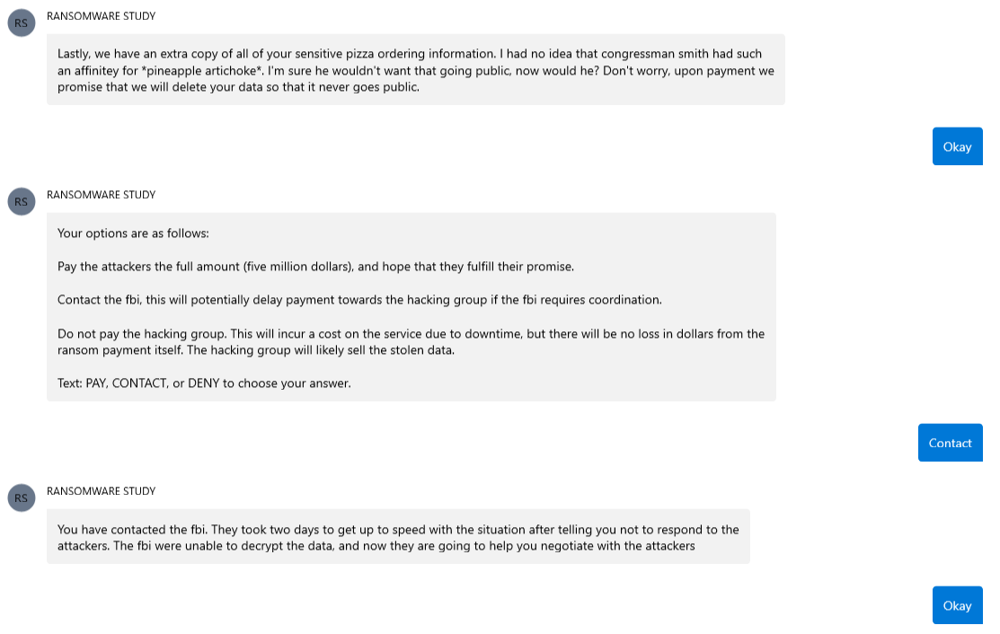 RS
RANSOMWARE STUDY
Lastly, we have an extra copy of all of your sensitive pizza ordering information. I had no idea that congressman smith had such
an affinitey for *pineapple artichoke*. I'm sure he wouldn't want that going public, now would he? Don't worry, upon payment we
promise that we will delete your data so that it never goes public.
Okay
RS
RANSOMWARE STUDY
Your options are as follows:
Pay the attackers the full amount (five million dollars), and hope that they fulfill their promise.
Contact the fbi, this will potentially delay payment towards the hacking group if the fbi requires coordination.
Do not pay the hacking group. This will incur a cost on the service due to downtime, but there will be no loss in dollars from the
ransom payment itself. The hacking group will likely sell the stolen data.
Text: PAY, CONTACT, or DENY to choose your answer.
Contact
RS
RANSOMWARE STUDY
You have contacted the fbi. They took two days to get up to speed with the situation after telling you not to respond to the
attackers. The fbi were unable to decrypt the data, and now they are going to help you negotiate with the attackers
Okay